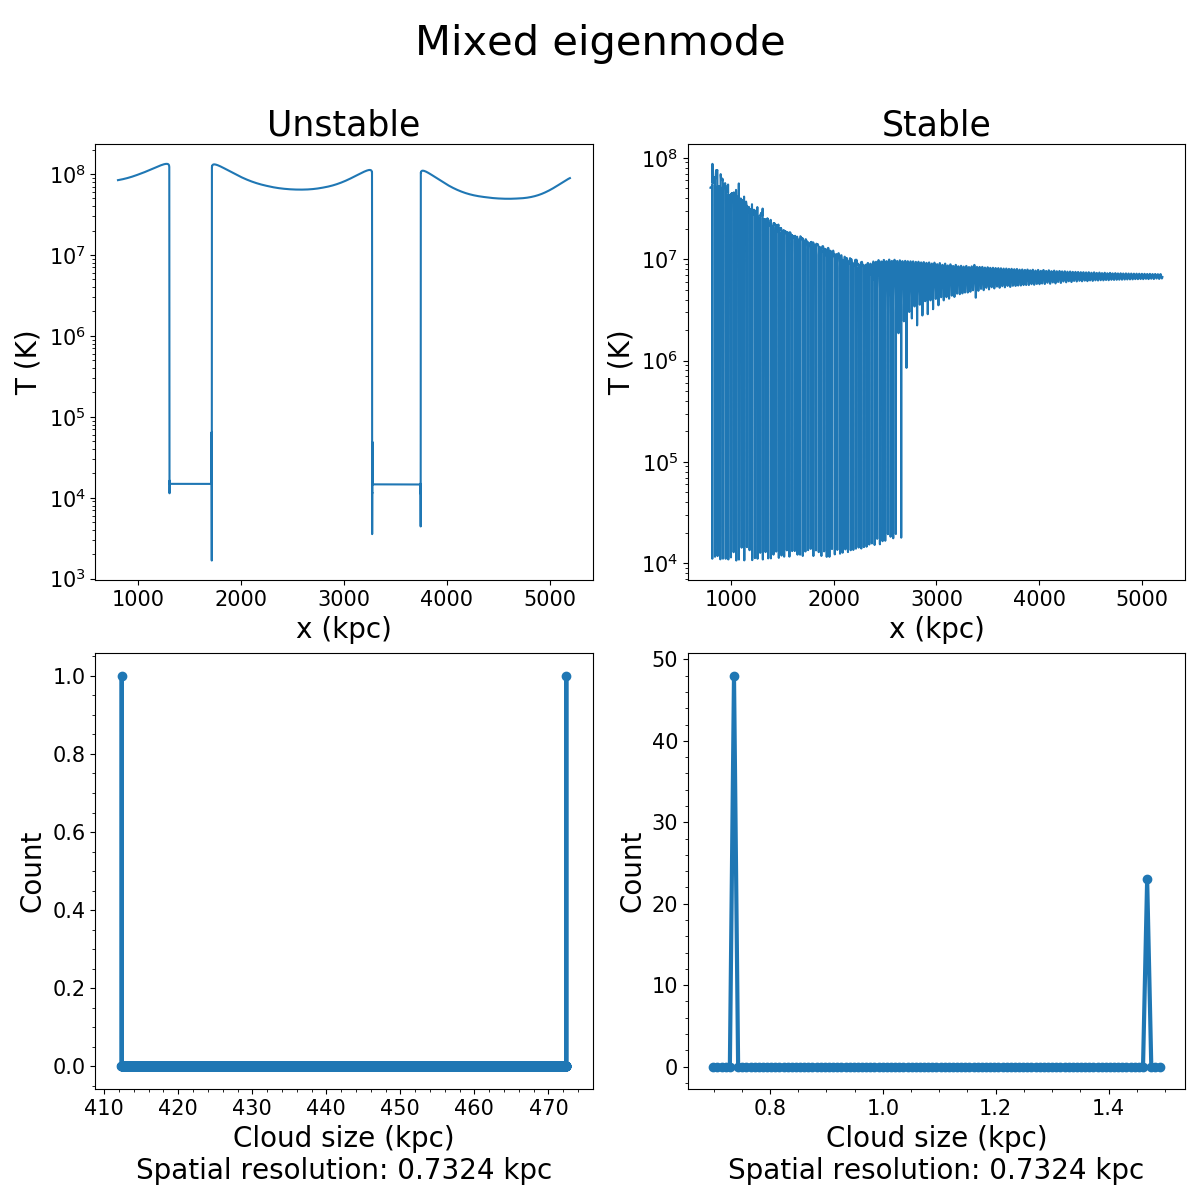 Mixed eigenmode
Unstable
Stable
T (K)
10⁸
10⁷
10⁶
10⁵
10⁴
10³
1000 2000 3000 4000 5000
x (kpc)
T (K)
10⁸
10⁷
10⁶
10⁵
10⁴
1000 2000 3000 4000 5000
x (kpc)
Count
1.0
0.8
0.6
0.4
0.2
0.0
410 420 430 440 450 460 470
Cloud size (kpc)
Spatial resolution: 0.7324 kpc
Count
50
40
30
20
10
0
0.8 1.0 1.2 1.4
Cloud size (kpc)
Spatial resolution: 0.7324 kpc